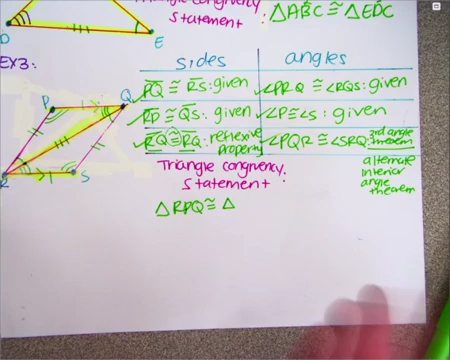 Triangle congruency
Statement :
△ABC ≅ △EDC
D
E
EX3:
sides
angles
PQ ≅ RS: given
∠PRQ ≅ ∠RQS: given
RP ≅ QS: given
∠P ≅ ∠S : given
RQ ≅ RQ: reflexive property
∠PQR ≅ ∠SRQ: 3rd angle theorem
P
Q
R
S
Triangle congruency
Statement :
alternate
interior
angle
theorem
△RPQ ≅ △